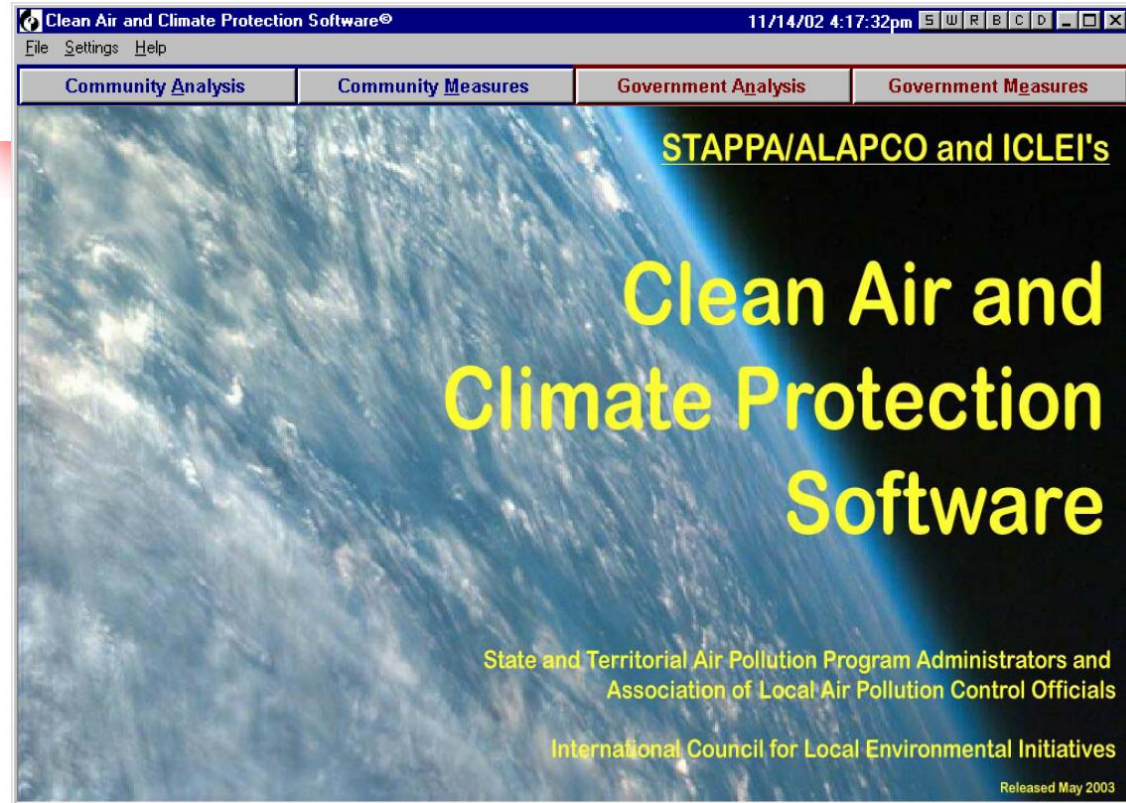 Clean Air and Climate Protection Software© 11/14/02 4:17:32pm S W R B C D
File Settings Help
Community Analysis Community Measures Government Analysis Government Measures
STAPPA/ALAPCO and ICLEI's
Clean Air and
Climate Protection
Software
State and Territorial Air Pollution Program Administrators and
Association of Local Air Pollution Control Officials
International Council for Local Environmental Initiatives
Released May 2003